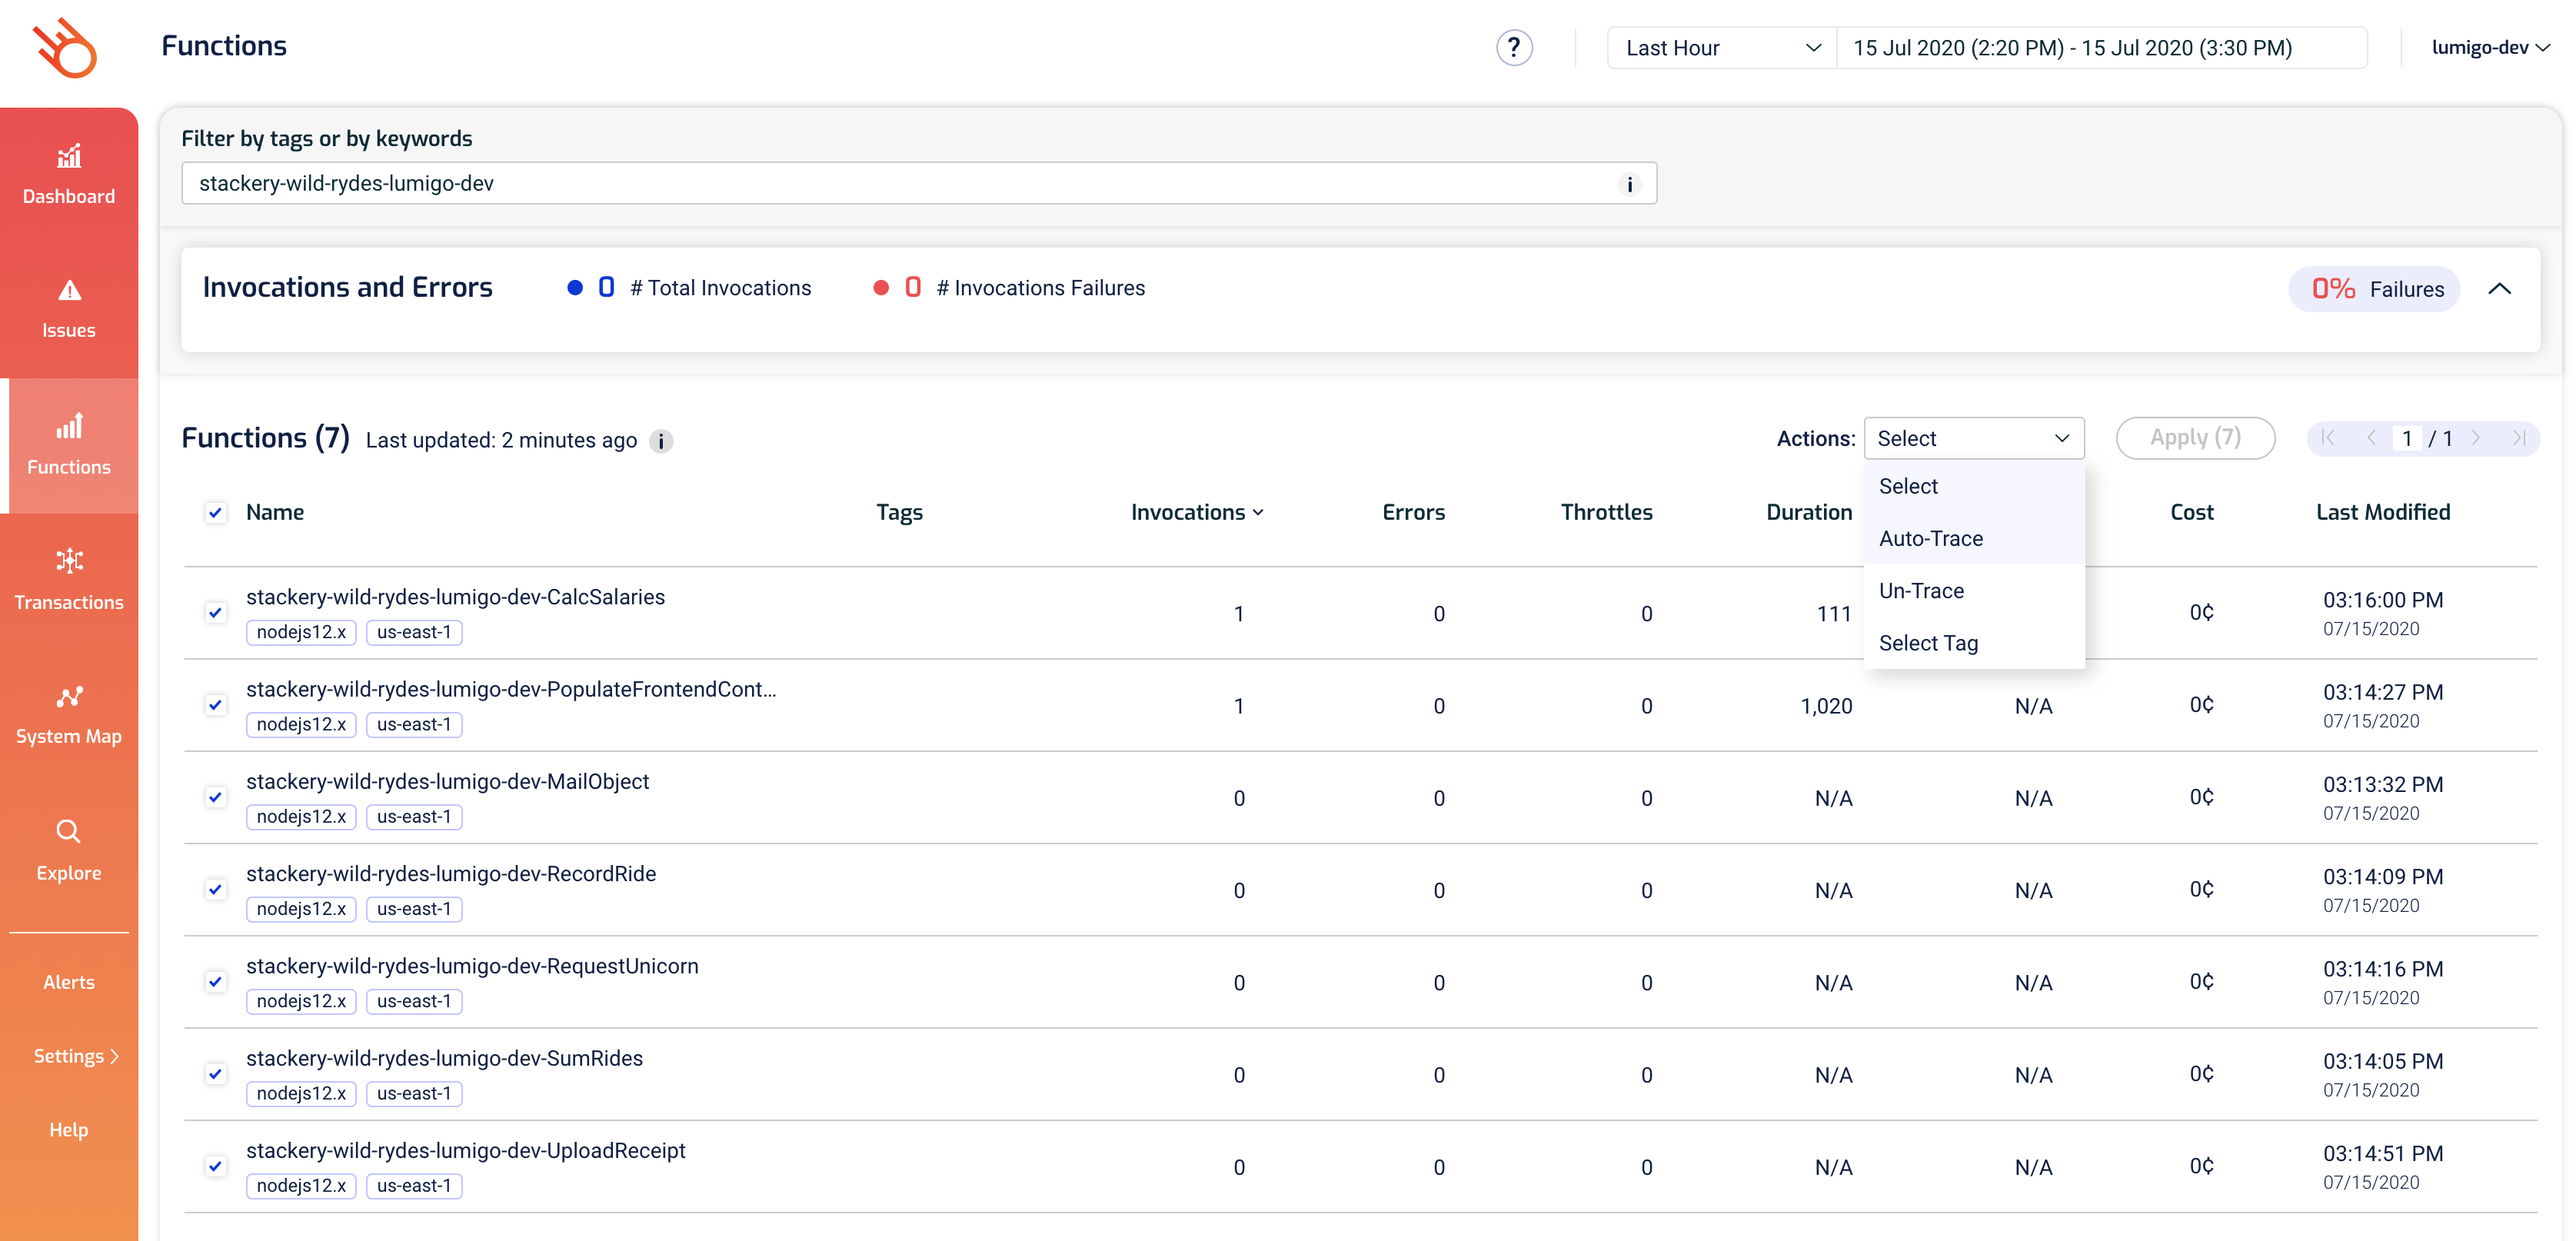 Functions
?
Last Hour
15 Jul 2020 (2:20 PM) - 15 Jul 2020 (3:30 PM)
lumigo-dev
Dashboard
Issues
Functions
Transactions
System Map
Explore
Alerts
Settings
Help
Filter by tags or by keywords
stackery-wild-rydes-lumigo-dev
i
Invocations and Errors
0 # Total Invocations
0 # Invocations Failures
0% Failures
Functions (7) Last updated: 2 minutes ago i
Actions: Select
Apply (7)
1 / 1
Select
Auto-Trace
Un-Trace
Select Tag
Name Tags Invocations Errors Throttles Duration Cost Last Modified
stackery-wild-rydes-lumigo-dev-CalcSalaries
nodejs12.x us-east-1
1 0 0 111 0¢
03:16:00 PM
07/15/2020
stackery-wild-rydes-lumigo-dev-PopulateFrontendCont...
nodejs12.x us-east-1
1 0 0 1,020 N/A 0¢
03:14:27 PM
07/15/2020
stackery-wild-rydes-lumigo-dev-MailObject
nodejs12.x us-east-1
0 0 0 N/A N/A 0¢
03:13:32 PM
07/15/2020
stackery-wild-rydes-lumigo-dev-RecordRide
nodejs12.x us-east-1
0 0 0 N/A N/A 0¢
03:14:09 PM
07/15/2020
stackery-wild-rydes-lumigo-dev-RequestUnicorn
nodejs12.x us-east-1
0 0 0 N/A N/A 0¢
03:14:16 PM
07/15/2020
stackery-wild-rydes-lumigo-dev-SumRides
nodejs12.x us-east-1
0 0 0 N/A N/A 0¢
03:14:05 PM
07/15/2020
stackery-wild-rydes-lumigo-dev-UploadReceipt
nodejs12.x us-east-1
0 0 0 N/A N/A 0¢
03:14:51 PM
07/15/2020